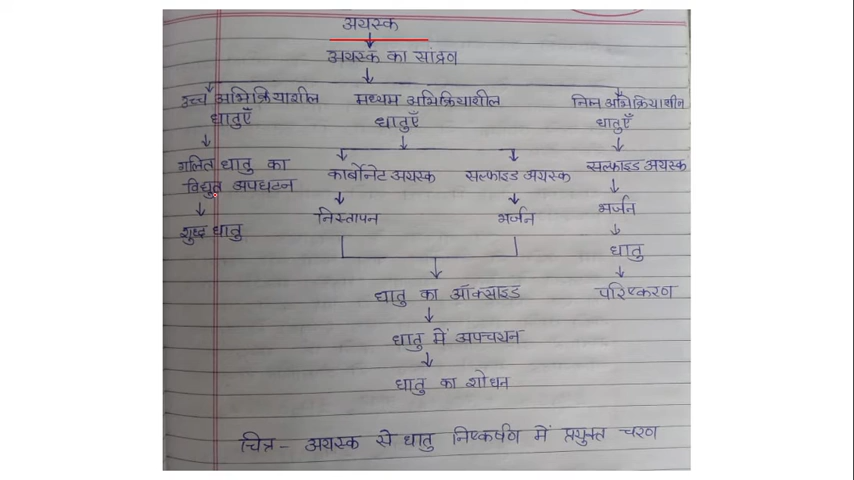 अयस्क
अयस्क का सांद्रण
उच्च अभिक्रियाशील
धातुएँ
मध्यम अभिक्रियाशील
धातुएँ
निम्न अभिक्रियाशील
धातुएँ
गलित धातु का
विद्युत अपघटन
शुद्ध धातु
कार्बोनेट अयस्क
निस्तापन
सल्फाइड अयस्क
भर्जन
सल्फाइड अयस्क
भर्जन
धातु
परिष्करण
धातु का ऑक्साइड
धातु में अपचयन
धातु का शोधन
चित्र - अयस्क से धातु निष्कर्षण में प्रयुक्त चरण